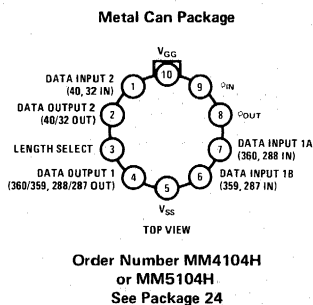 Metal Can Package
VGG
DATA INPUT 2
(40, 32 IN)
10
9
φIN
1
DATA OUTPUT 2
(40/32 OUT)
2
8
φOUT
LENGTH SELECT
3
7
DATA INPUT 1A
(360, 288 IN)
DATA OUTPUT 1
(360/359, 288/287 OUT)
4
5
6
DATA INPUT 1B
(359, 287 IN)
VSS
TOP VIEW
Order Number MM4104H
or MM5104H
See Package 24